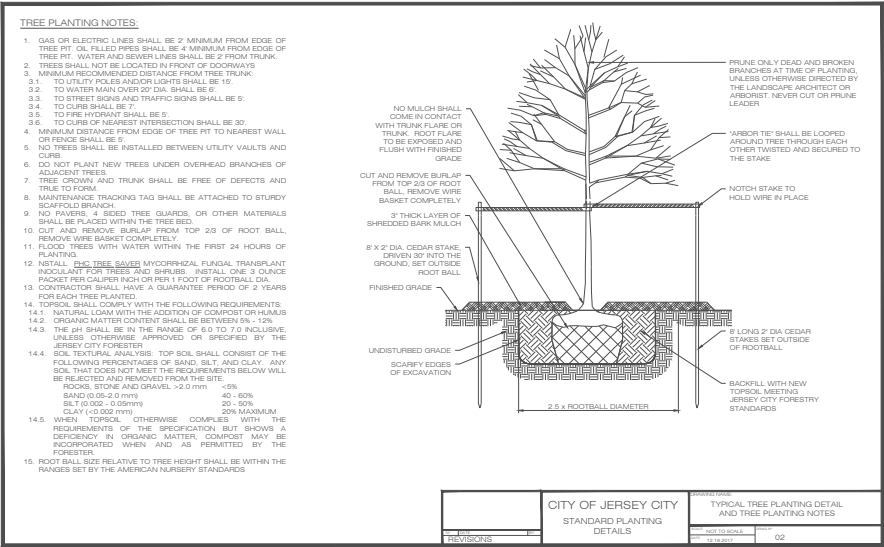 TREE PLANTING NOTES:
1. GAS OR ELECTRIC LINES SHALL BE 2' MINIMUM FROM EDGE OF
TREE PIT. OIL FILLED PIPES SHALL BE 4' MINIMUM FROM EDGE OF
TREE PIT. WATER AND SEWER LINES SHALL BE 2' FROM TRUNK.
2. TREES SHALL NOT BE LOCATED IN FRONT OF DOORWAYS
3. MINIMUM RECOMMENDED DISTANCE FROM TREE TRUNK:
3.1. TO UTILITY POLES AND/OR LIGHTS SHALL BE 15'.
3.2. TO WATER MAIN OVER 20" DIA. SHALL BE 6'.
3.3. TO STREET SIGNS AND TRAFFIC SIGNS SHALL BE 5'.
3.4. TO CURB SHALL BE 7".
3.5. TO FIRE HYDRANT SHALL BE 5'.
3.6. TO CURB OF NEAREST INTERSECTION SHALL BE 30'.
4. MINIMUM DISTANCE FROM EDGE OF TREE PIT TO NEAREST WALL
OR FENCE SHALL BE 5'.
5. NO TREES SHALL BE INSTALLED BETWEEN UTILITY VAULTS AND
CURB.
6. DO NOT PLANT NEW TREES UNDER OVERHEAD BRANCHES OF
ADJACENT TREES.
7. TREE CROWN AND TRUNK SHALL BE FREE OF DEFECTS AND
TRUE TO FORM.
8. MAINTENANCE TRACKING TAG SHALL BE ATTACHED TO STURDY
SCAFFOLD BRANCH.
9. NO PAVERS, 4 SIDED TREE GUARDS, OR OTHER MATERIALS
SHALL BE PLACED WITHIN THE TREE BED.
10. CUT AND REMOVE BURLAP FROM TOP 2/3 OF ROOT BALL,
REMOVE WIRE BASKET COMPLETELY.
11. FLOOD TREES WITH WATER WITHIN THE FIRST 24 HOURS OF
PLANTING.
12. NSTALL PHC TREE SAVER MYCORRHIZAL FUNGAL TRANSPLANT
INOCULANT FOR TREES AND SHRUBS. INSTALL ONE 3 OUNCE
PACKET PER CALIPER INCH OR PER 1 FOOT OF ROOTBALL DIA.
13. CONTRACTOR SHALL HAVE A GUARANTEE PERIOD OF 2 YEARS
FOR EACH TREE PLANTED.
14. TOPSOIL SHALL COMPLY WITH THE FOLLOWING REQUIREMENTS:
14.1. NATURAL LOAM WITH THE ADDITION OF COMPOST OR HUMUS
14.2. ORGANIC MATTER CONTENT SHALL BE BETWEEN 5% - 12%
14.3. THE pH SHALL BE IN THE RANGE OF 6.0 TO 7.0 INCLUSIVE,
UNLESS OTHERWISE APPROVED OR SPECIFIED BY THE
JERSEY CITY FORESTER
14.4. SOIL TEXTURAL ANALYSIS: TOP SOIL SHALL CONSIST OF THE
FOLLOWING PERCENTAGES OF SAND, SILT, AND CLAY. ANY
SOIL THAT DOES NOT MEET THE REQUIREMENTS BELOW WILL
BE REJECTED AND REMOVED FROM THE SITE.
ROCKS, STONE AND GRAVEL >2.0 mm <5%
SAND (0.05-2.0 mm) 40 - 60%
SILT (0.002 - 0.05mm) 20 - 50%
CLAY (<0.002 mm) 20% MAXIMUM
14.5. WHEN TOPSOIL OTHERWISE COMPLIES WITH THE
REQUIREMENTS OF THE SPECIFICATION BUT SHOWS A
DEFICIENCY IN ORGANIC MATTER, COMPOST MAY BE
INCORPORATED WHEN AND AS PERMITTED BY THE
FORESTER.
15. ROOT BALL SIZE RELATIVE TO TREE HEIGHT SHALL BE WITHIN THE
RANGES SET BY THE AMERICAN NURSERY STANDARDS
NO MULCH SHALL
COME IN CONTACT
WITH TRUNK FLARE OR
TRUNK. ROOT FLARE
TO BE EXPOSED AND
FLUSH WITH FINISHED
GRADE
CUT AND REMOVE BURLAP
FROM TOP 2/3 OF ROOT
BALL, REMOVE WIRE
BASKET COMPLETELY
3" THICK LAYER OF
SHREDDED BARK MULCH
8' X 2" DIA. CEDAR STAKE,
DRIVEN 30" INTO THE
GROUND, SET OUTSIDE
ROOT BALL
FINISHED GRADE
UNDISTURBED GRADE
SCARIFY EDGES
OF EXCAVATION
2.5 x ROOTBALL DIAMETER
PRUNE ONLY DEAD AND BROKEN
BRANCHES AT TIME OF PLANTING,
UNLESS OTHERWISE DIRECTED BY
THE LANDSCAPE ARCHITECT OR
ARBORIST. NEVER CUT OR PRUNE
LEADER
"ARBOR TIE" SHALL BE LOOPED
AROUND TREE THROUGH EACH
OTHER TWISTED AND SECURED TO
THE STAKE
NOTCH STAKE TO
HOLD WIRE IN PLACE
8' LONG 2" DIA CEDAR
STAKES SET OUTSIDE
OF ROOTBALL
BACKFILL WITH NEW
TOPSOIL MEETING
JERSEY CITY FORESTRY
STANDARDS
REVISIONS
CITY OF JERSEY CITY
STANDARD PLANTING
DETAILS
DRAWING NAME:
TYPICAL TREE PLANTING DETAIL
AND TREE PLANTING NOTES
NOT TO SCALE
12.18.2017
02